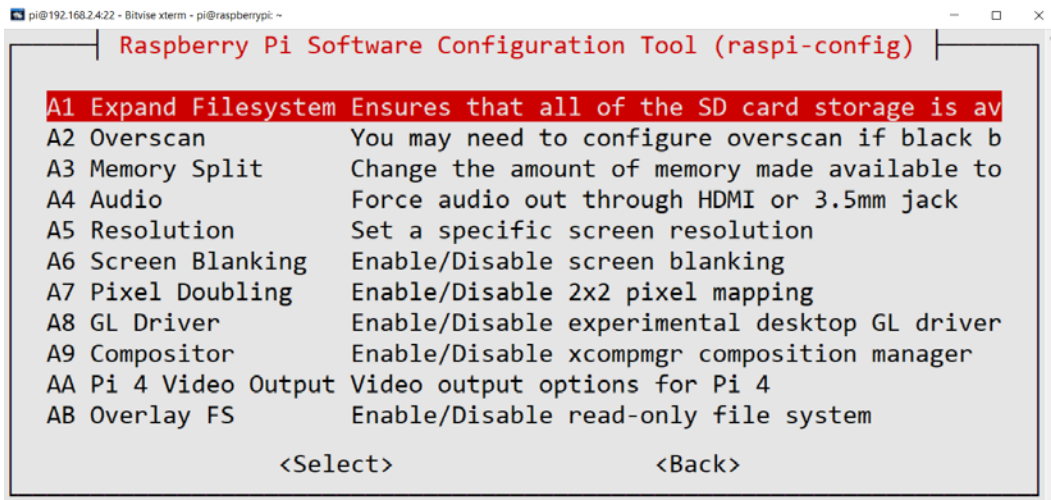 pi@192.168.2.4:22 - Bitvise xterm - pi@raspberrypi: ~
Raspberry Pi Software Configuration Tool (raspi-config)
A1 Expand Filesystem Ensures that all of the SD card storage is av
A2 Overscan You may need to configure overscan if black b
A3 Memory Split Change the amount of memory made available to
A4 Audio Force audio out through HDMI or 3.5mm jack
A5 Resolution Set a specific screen resolution
A6 Screen Blanking Enable/Disable screen blanking
A7 Pixel Doubling Enable/Disable 2x2 pixel mapping
A8 GL Driver Enable/Disable experimental desktop GL driver
A9 Compositor Enable/Disable xcompmgr composition manager
AA Pi 4 Video Output Video output options for Pi 4
AB Overlay FS Enable/Disable read-only file system
<Select> <Back>